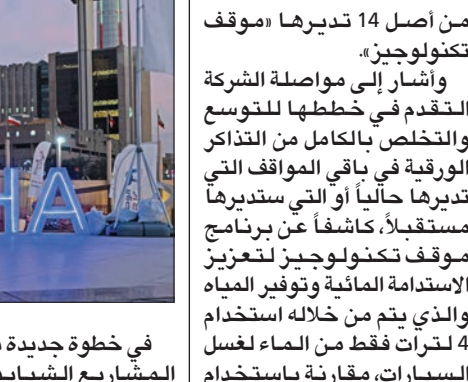 من أصل 14 تديرها «موقف
تكنولوجيز».
وأشار إلى مواصلة الشركة
التقدم في خططها للتوسع
والتخلص بالكامل من التذاكر
الورقية في باقي المواقف التي
تديرها حالياً أو التي ستديرها
مستقبلاً، كاشفاً عن برنامج
موقف تكنولوجيز لتعزيز
الاستدامة المائية وتوفير المياه
والذي يتم من خلاله استخدام
4 لترات فقط من الماء لغسل
السيارات، مقارنة باستخدام
HA
في خطوة جديدة
المشاريع الشبابية